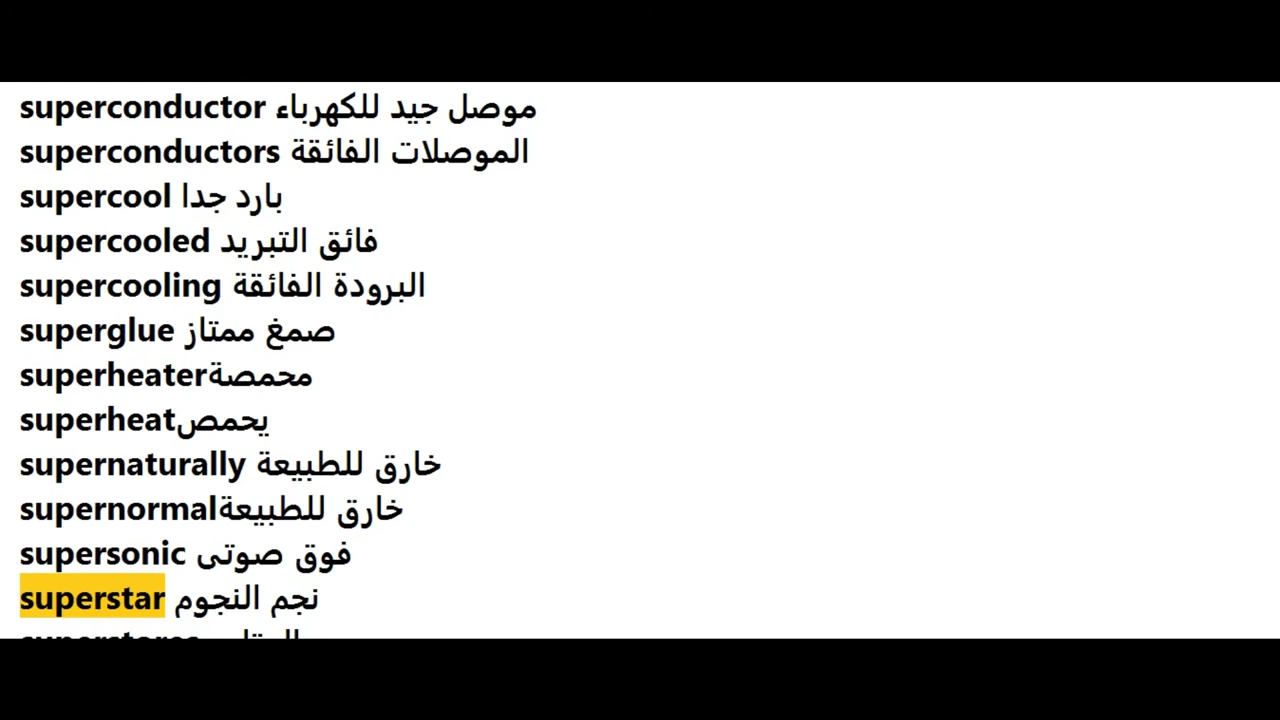 superconductor موصل جيد للكهرباء
superconductors الموصلات الفائقة
supercool بارد جدا
supercooled فائق التبريد
supercooling البرودة الفائقة
superglue صمغ ممتاز
superheaterمحمصة
superheatيحمص
supernaturally خارق للطبيعة
supernormalخارق للطبيعة
supersonic فوق صوتى
superstar نجم النجوم
superstores